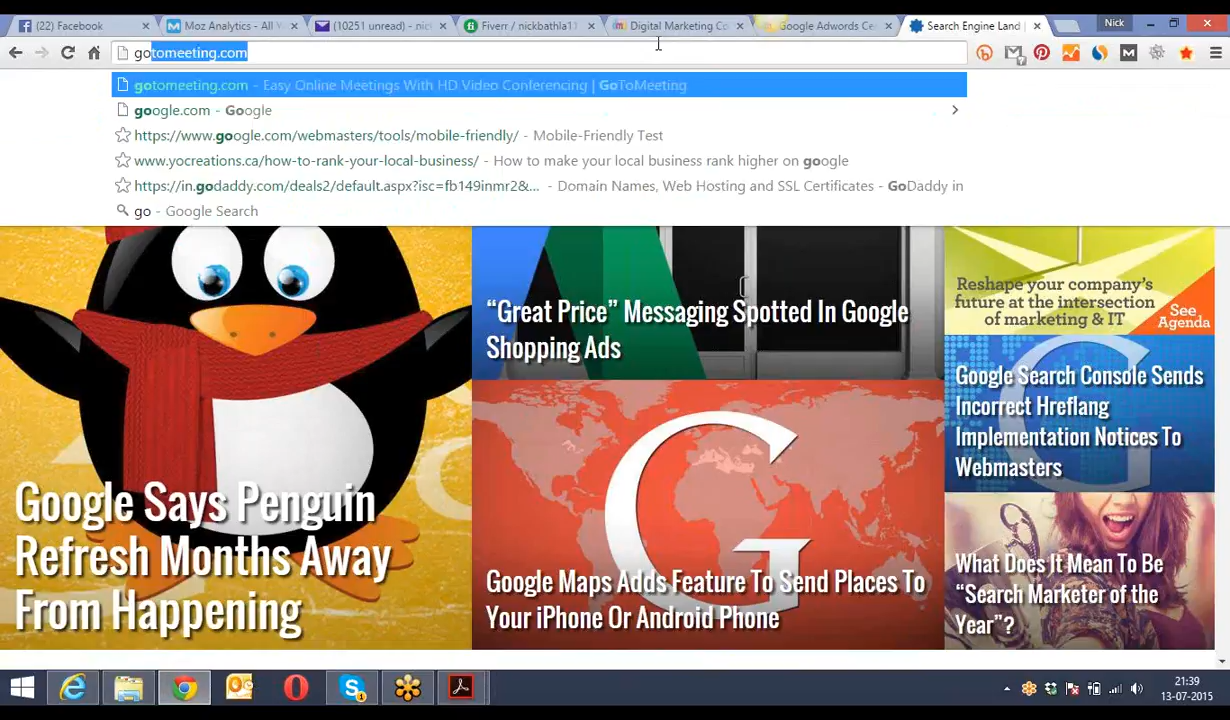 (22) Facebook
Moz Analytics - All V
(10251 unread) - nick
Fiverr / nickbathla11
Digital Marketing Co
Google Adwords Ce
Search Engine Land |
Nick
gotomeeting.com
gotomeeting.com - Easy Online Meetings With HD Video Conferencing | GoToMeeting
google.com - Google
https://www.google.com/webmasters/tools/mobile-friendly/ - Mobile-Friendly Test
www.yocreations.ca/how-to-rank-your-local-business/ - How to make your local business rank higher on google
https://in.godaddy.com/deals2/default.aspx?isc=fb149inmr2&... - Domain Names, Web Hosting and SSL Certificates - GoDaddy in
go - Google Search
Google Says Penguin
Refresh Months Away
From Happening
“Great Price” Messaging Spotted In Google
Shopping Ads
Google Maps Adds Feature To Send Places To
Your iPhone Or Android Phone
Reshape your company's
future at the intersection
of marketing & IT
See
Agenda
Google Search Console Sends
Incorrect Hreflang
Implementation Notices To
Webmasters
What Does It Mean To Be
“Search Marketer of the
Year”?
21:39
13-07-2015